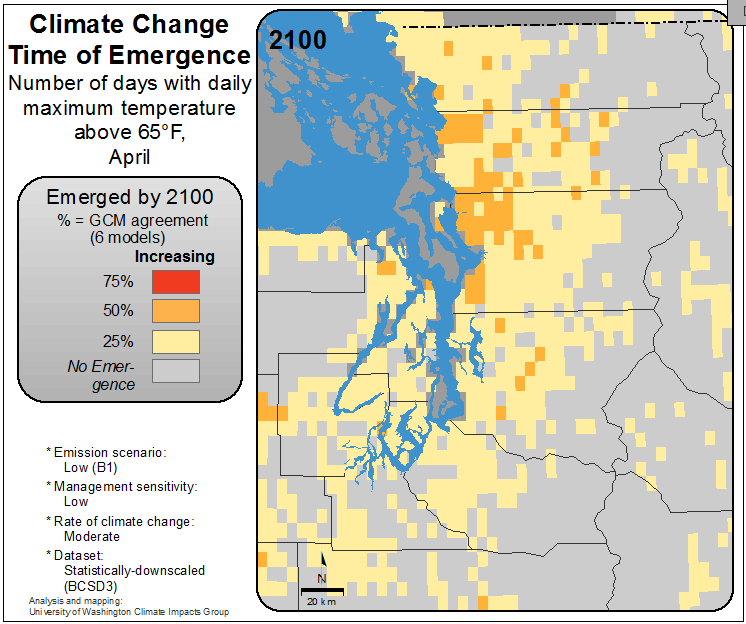 Climate Change
Time of Emergence
Number of days with daily
maximum temperature
above 65°F,
April
Emerged by 2100
% = GCM agreement
(6 models)
Increasing
75%
50%
25%
No Emer-
gence
* Emission scenario:
Low (B1)
* Management sensitivity:
Low
* Rate of climate change:
Moderate
* Dataset:
Statistically-downscaled
(BCSD3)
Analysis and mapping:
University of Washington Climate Impacts Group
2100
N
20 km